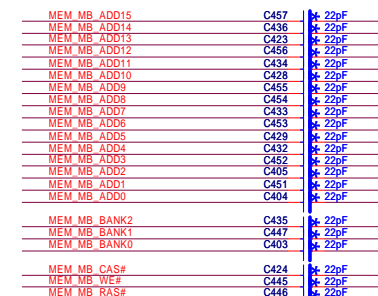 MEM_MB_ADD15 C457 * 22pF
MEM_MB_ADD14 C436 * 22pF
MEM_MB_ADD13 C423 * 22pF
MEM_MB_ADD12 C456 * 22pF
MEM_MB_ADD11 C434 * 22pF
MEM_MB_ADD10 C428 * 22pF
MEM_MB_ADD9 C455 * 22pF
MEM_MB_ADD8 C454 * 22pF
MEM_MB_ADD7 C433 * 22pF
MEM_MB_ADD6 C453 * 22pF
MEM_MB_ADD5 C429 * 22pF
MEM_MB_ADD4 C432 * 22pF
MEM_MB_ADD3 C452 * 22pF
MEM_MB_ADD2 C405 * 22pF
MEM_MB_ADD1 C451 * 22pF
MEM_MB_ADD0 C404 * 22pF
MEM_MB_BANK2 C435 * 22pF
MEM_MB_BANK1 C447 * 22pF
MEM_MB_BANK0 C403 * 22pF
MEM_MB_CAS# C424 * 22pF
MEM_MB_WE# C445 * 22pF
MEM_MB_RAS# C446 * 22pF